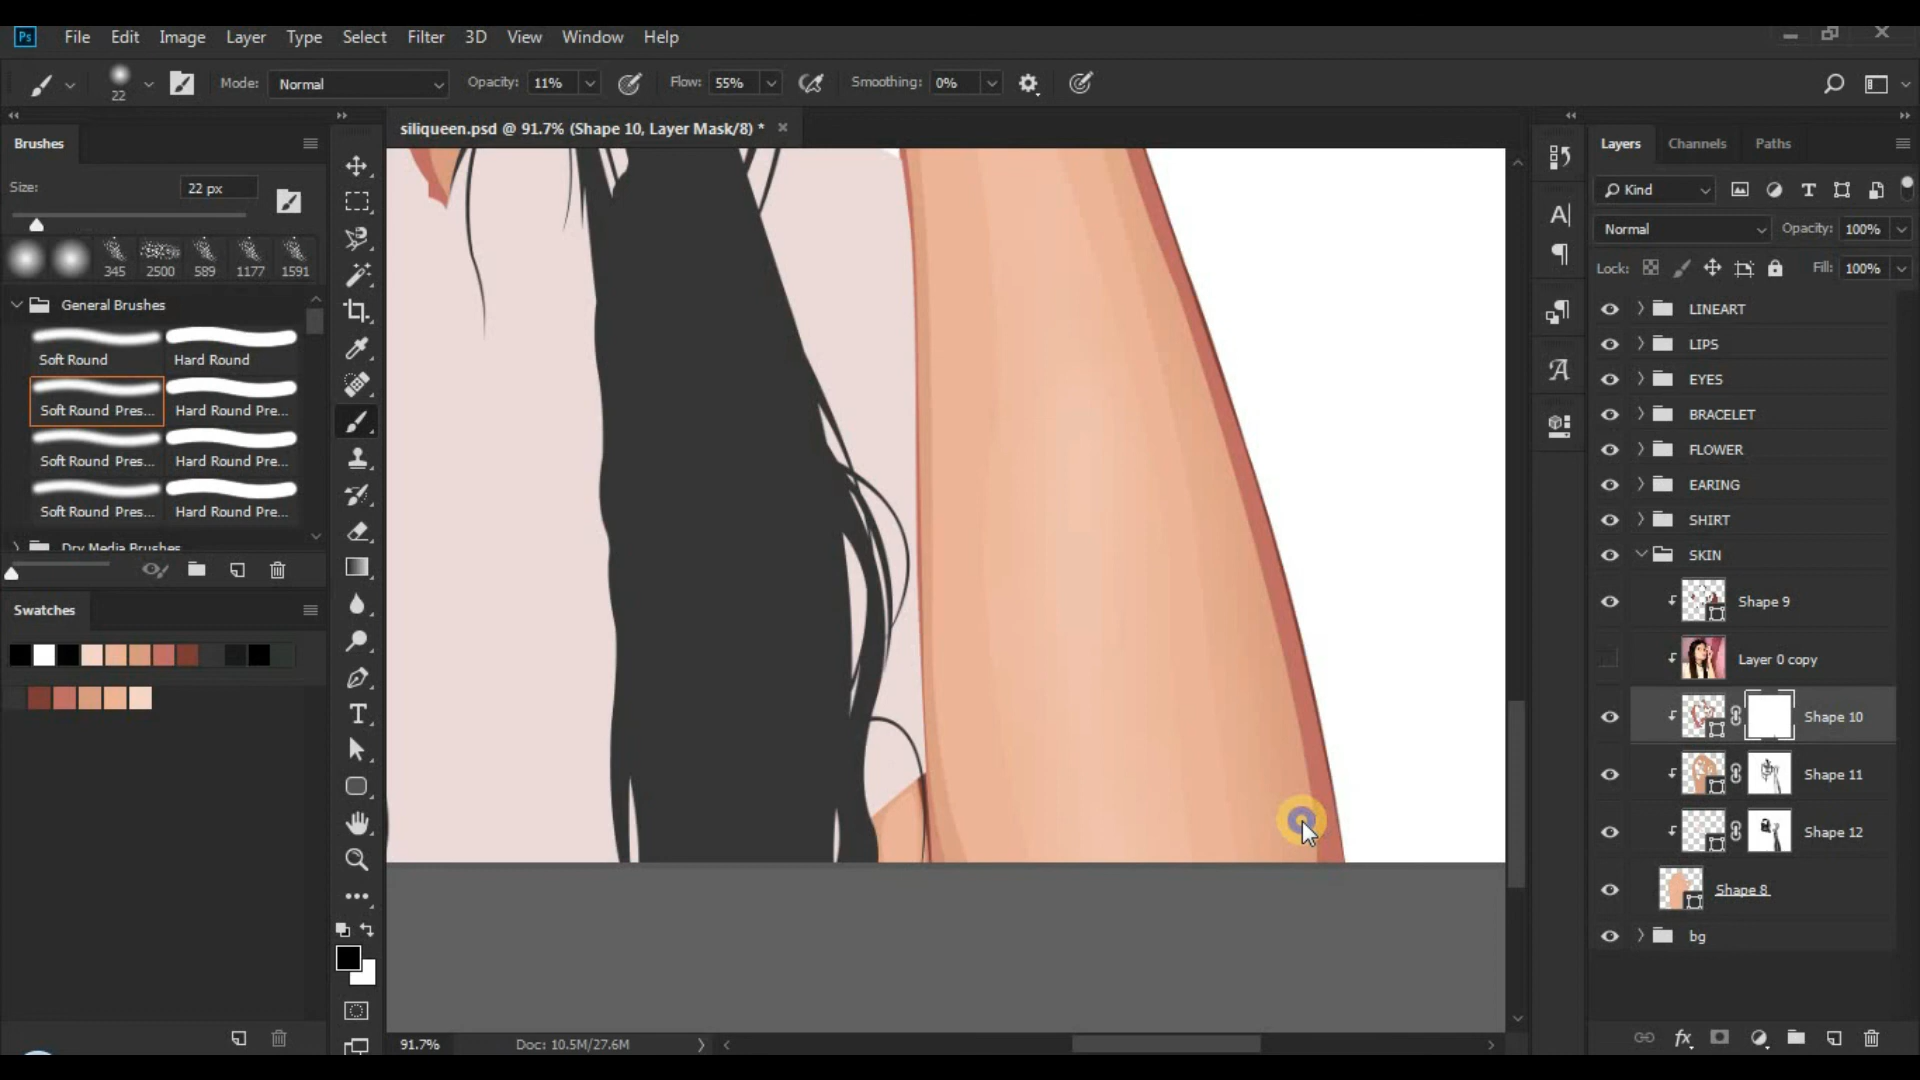 Ps File Edit Image Layer Type Select Filter 3D View Window Help
22 Mode: Normal Opacity: 11% Flow: 55% Smoothing: 0%
siliqueen.psd @ 91.7% (Shape 10, Layer Mask/8) *
Brushes
Size: 22 px
345 2500 589 1177 1591
General Brushes
Soft Round Hard Round
Soft Round Pres... Hard Round Pre...
Soft Round Pres... Hard Round Pre...
Soft Round Pres... Hard Round Pre...
Dry Media Brushes
Swatches
Layers Channels Paths
Kind
Normal Opacity: 100%
Lock: Fill: 100%
LINEART
LIPS
EYES
BRACELET
FLOWER
EARING
SHIRT
SKIN
Shape 9
Layer 0 copy
Shape 10
Shape 11
Shape 12
Shape 8
bg
91.7% Doc: 10.5M/27.6M